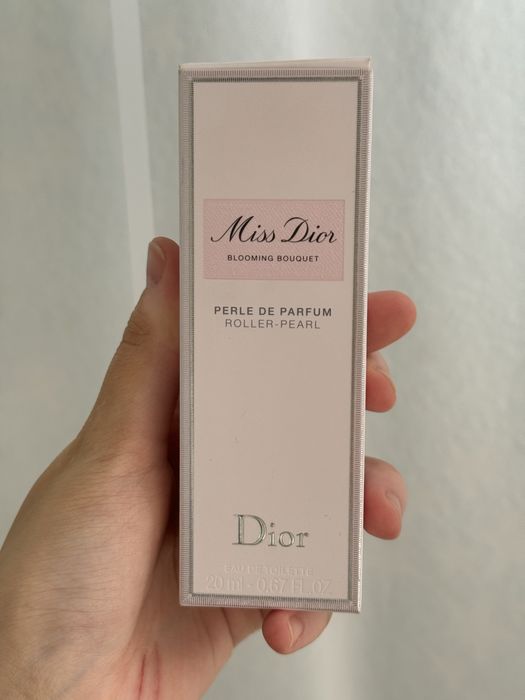 Miss Dior
BLOOMING BOUQUET
PERLE DE PARFUM
ROLLER-PEARL
Dior
EAU DE TOILETTE
20 ml - 0.67 FL.OZ